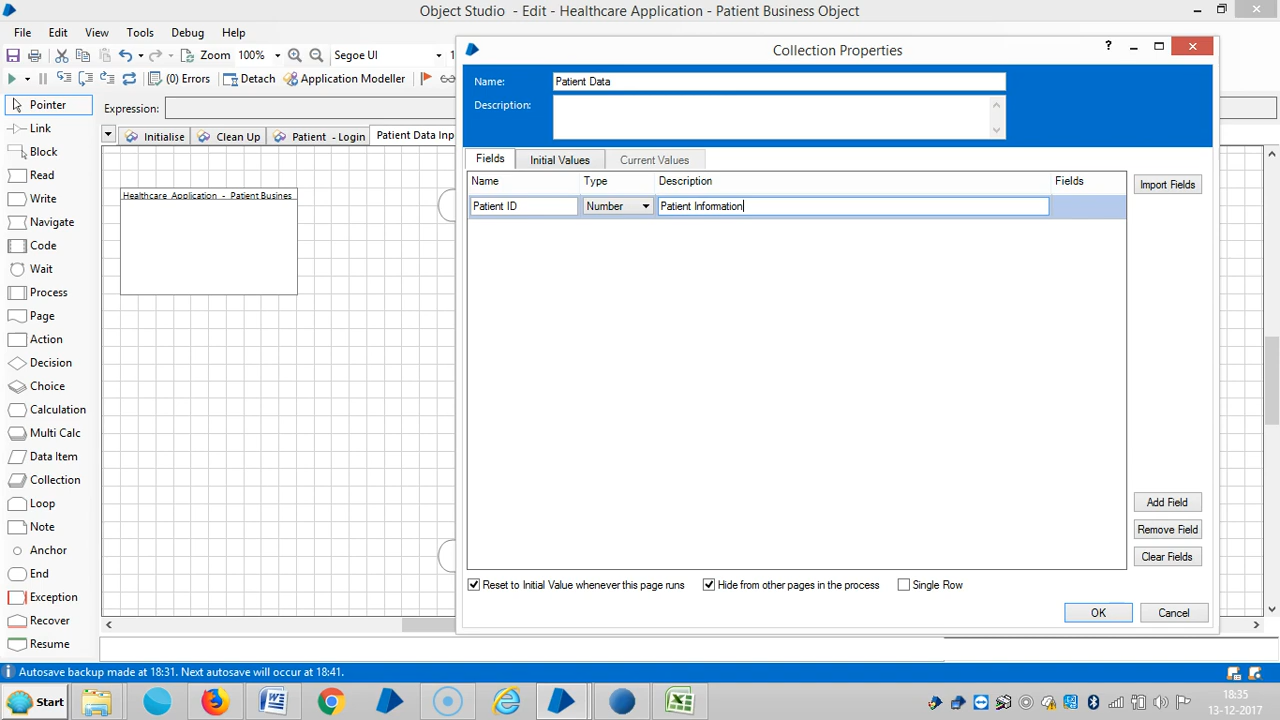 Object Studio - Edit - Healthcare Application - Patient Business Object
File Edit View Tools Debug Help
Zoom 100% Segoe UI 1
(0) Errors Detach Application Modeller
Expression:
Initialise Clean Up Patient - Login Patient Data Inp
Pointer
Link
Block
Read
Write
Navigate
Code
Wait
Process
Page
Action
Decision
Choice
Calculation
Multi Calc
Data Item
Collection
Loop
Note
Anchor
End
Exception
Recover
Resume
Healthcare Application - Patient Busines
Collection Properties
?
Name: Patient Data
Description:
Fields Initial Values Current Values
Name Type Description Fields
Patient ID Number Patient Information
Import Fields
Add Field
Remove Field
Clear Fields
Reset to Initial Value whenever this page runs Hide from other pages in the process Single Row
OK Cancel
Autosave backup made at 18:31. Next autosave will occur at 18:41.
Start
18:35
13-12-2017